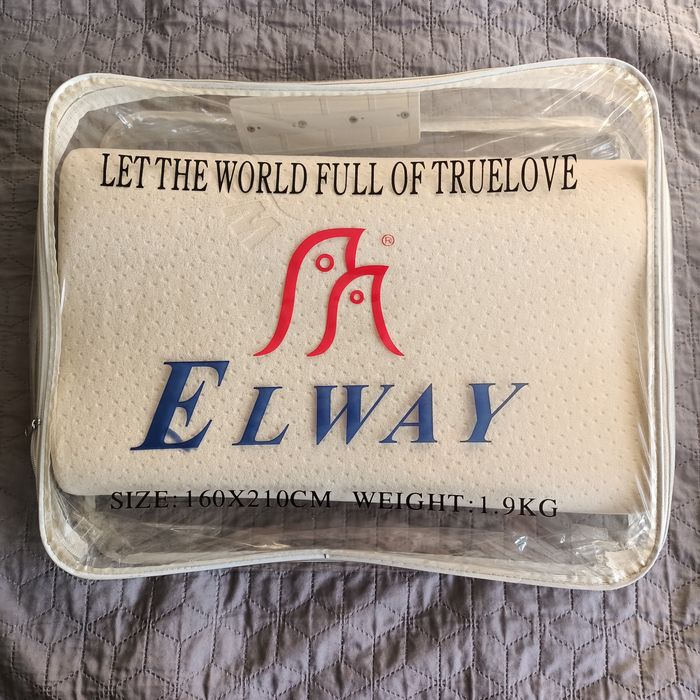 LET THE WORLD FULL OF TRUELOVE
®
ELWAY
SIZE: 160X210CM WEIGHT: 1.9KG